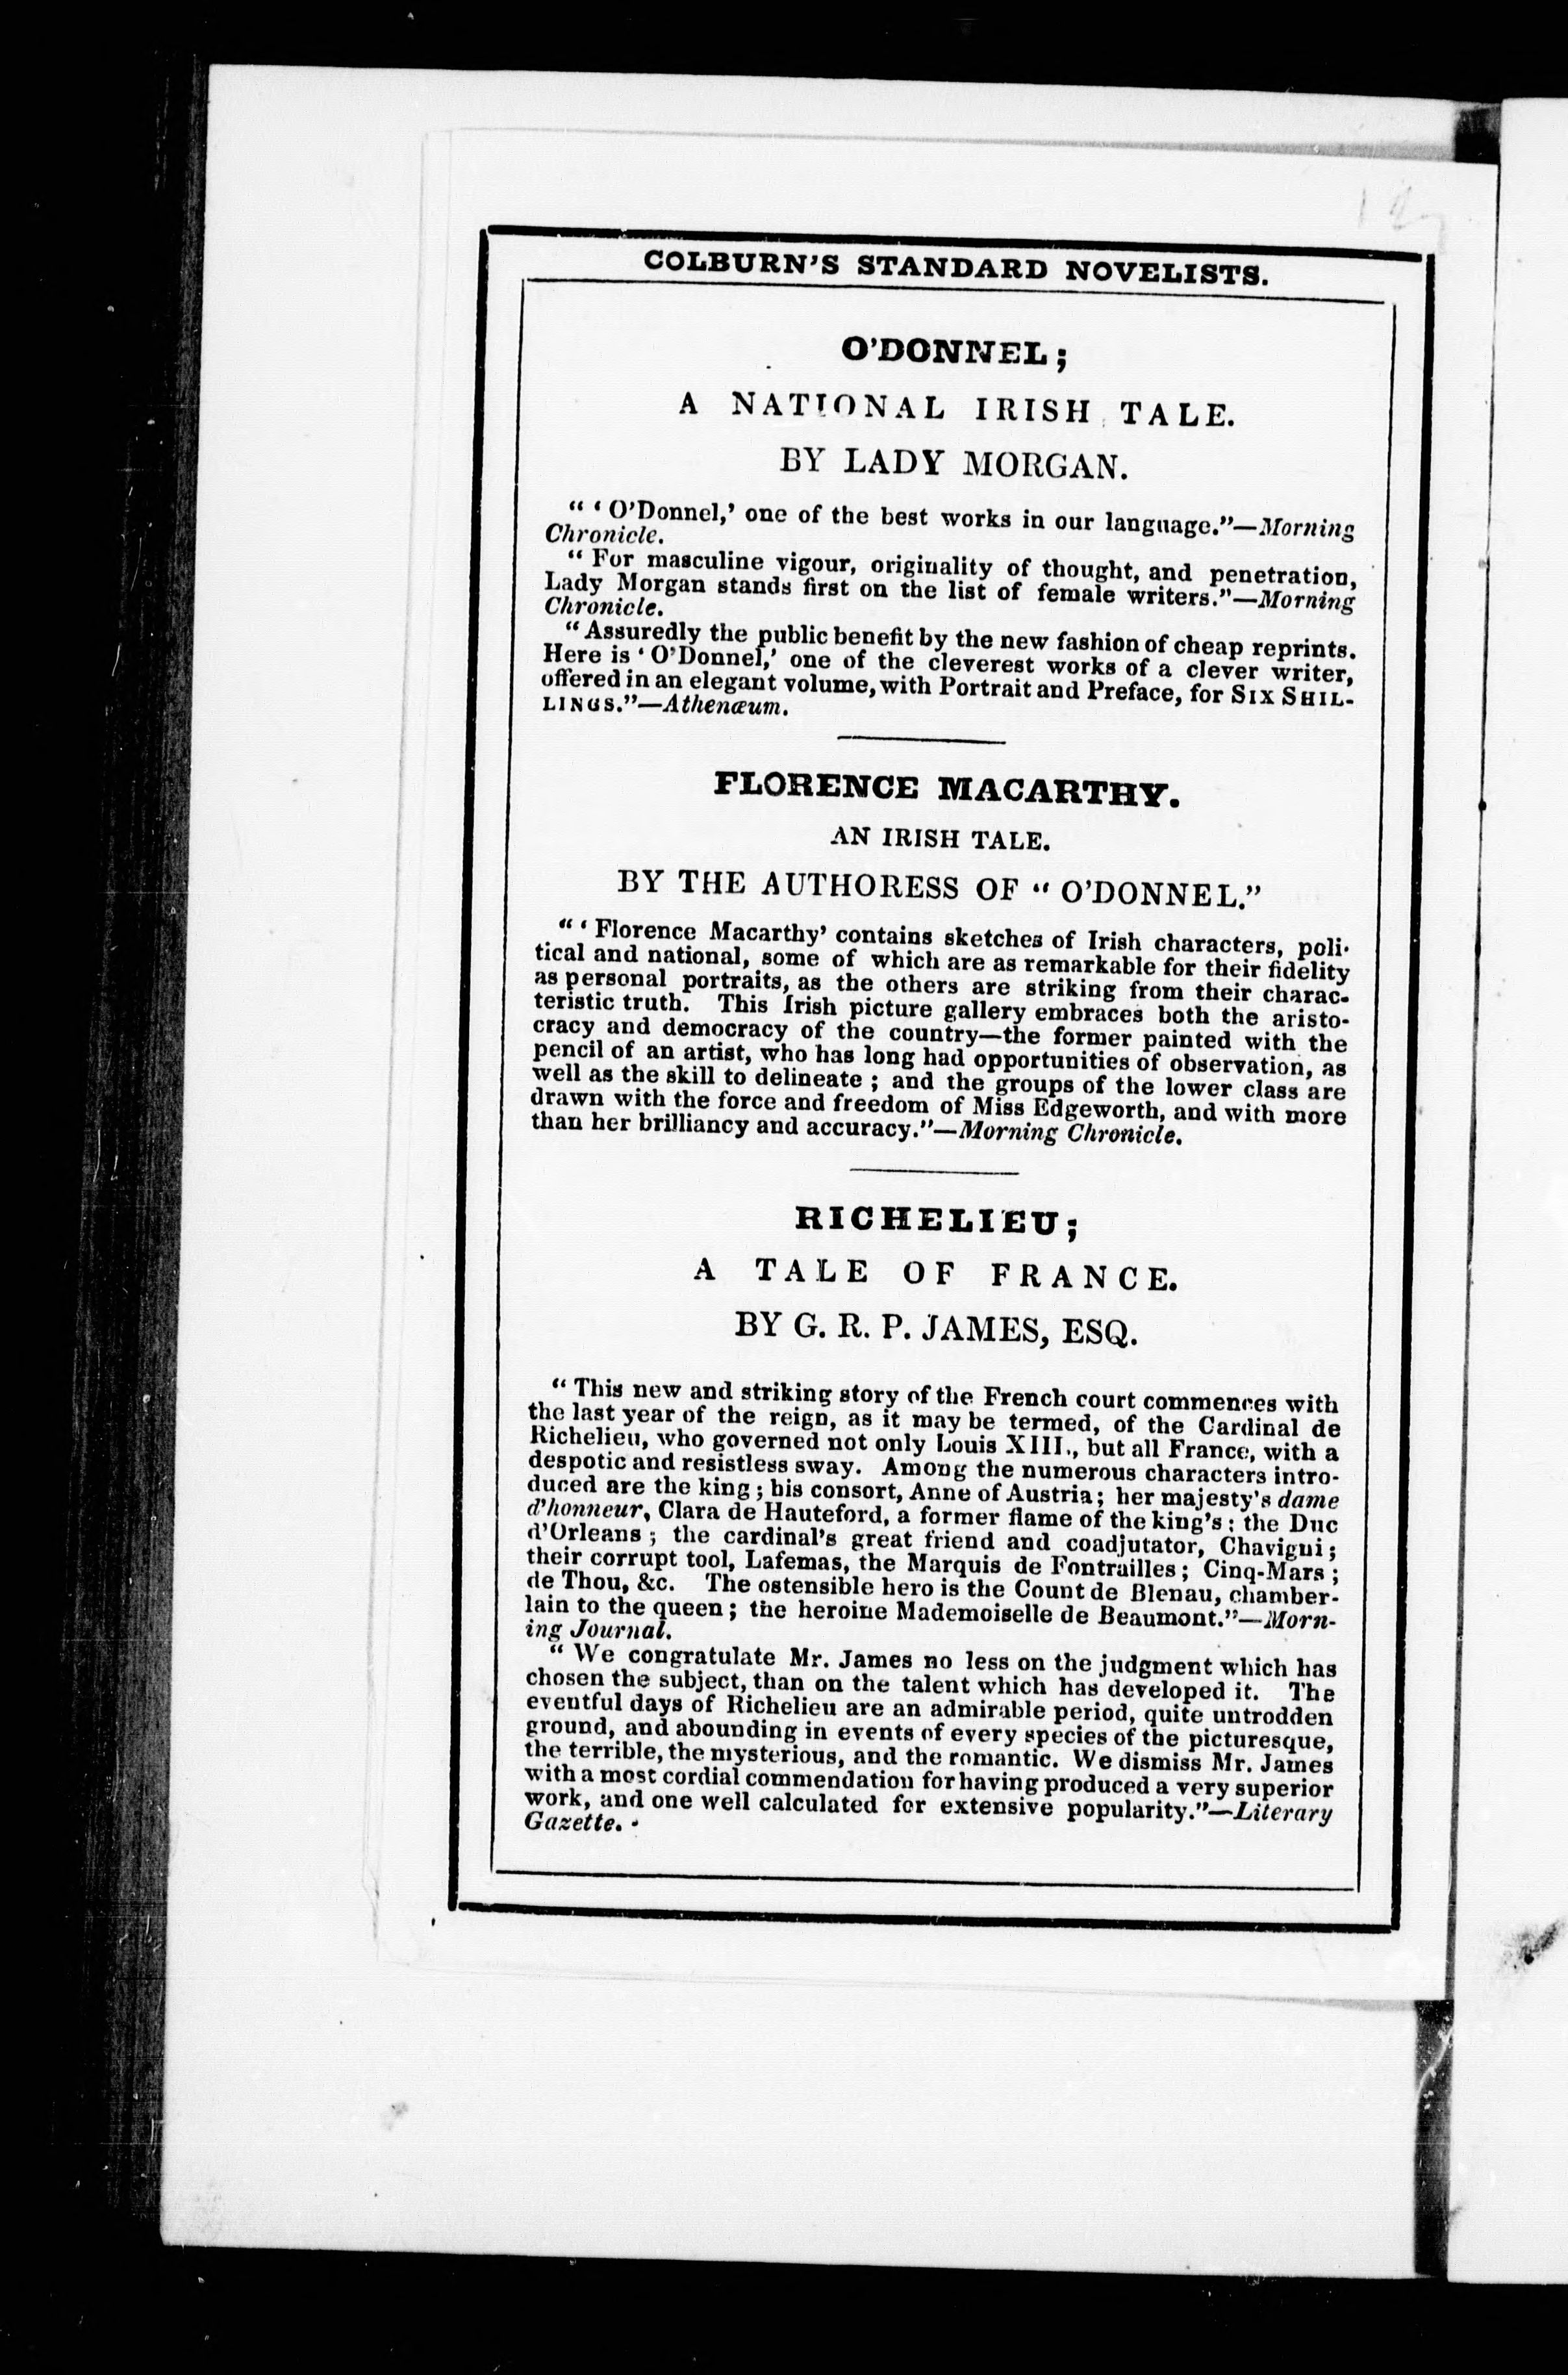 COLBURN'S STANDARD NOVELISTS.
O'DONNEL;
A NATIONAL IRISH TALE.
BY LADY MORGAN.
“ ‘ O'Donnel,’ one of the best works in our language.”—Morning
Chronicle.
“ For masculine vigour, originality of thought, and penetration,
Lady Morgan stands first on the list of female writers.”—Morning
Chronicle.
“ Assuredly the public benefit by the new fashion of cheap reprints.
Here is ‘ O'Donnel,’ one of the cleverest works of a clever writer,
offered in an elegant volume, with Portrait and Preface, for SIX SHIL-
LINGS.”—Athenæum.
FLORENCE MACARTHY.
AN IRISH TALE.
BY THE AUTHORESS OF “ O'DONNEL.”
“ ‘ Florence Macarthy’ contains sketches of Irish characters, poli-
tical and national, some of which are as remarkable for their fidelity
as personal portraits, as the others are striking from their charac-
teristic truth. This Irish picture gallery embraces both the aristo-
cracy and democracy of the country—the former painted with the
pencil of an artist, who has long had opportunities of observation, as
well as the skill to delineate ; and the groups of the lower class are
drawn with the force and freedom of Miss Edgeworth, and with more
than her brilliancy and accuracy.”—Morning Chronicle.
RICHELIEU;
A TALE OF FRANCE.
BY G. R. P. JAMES, ESQ.
“ This new and striking story of the French court commences with
the last year of the reign, as it may be termed, of the Cardinal de
Richelieu, who governed not only Louis XIII., but all France, with a
despotic and resistless sway. Among the numerous characters intro-
duced are the king ; his consort, Anne of Austria ; her majesty's dame
d'honneur, Clara de Hauteford, a former flame of the king's ; the Duc
d'Orleans ; the cardinal's great friend and coadjutator, Chavigni ;
their corrupt tool, Lafemas, the Marquis de Fontrailles ; Cinq-Mars ;
de Thou, &c. The ostensible hero is the Count de Blenau, chamber-
lain to the queen ; the heroine Mademoiselle de Beaumont.”—Morn-
ing Journal.
“ We congratulate Mr. James no less on the judgment which has
chosen the subject, than on the talent which has developed it. The
eventful days of Richelieu are an admirable period, quite untrodden
ground, and abounding in events of every species of the picturesque,
the terrible, the mysterious, and the romantic. We dismiss Mr. James
with a most cordial commendation for having produced a very superior
work, and one well calculated for extensive popularity.”—Literary
Gazette.